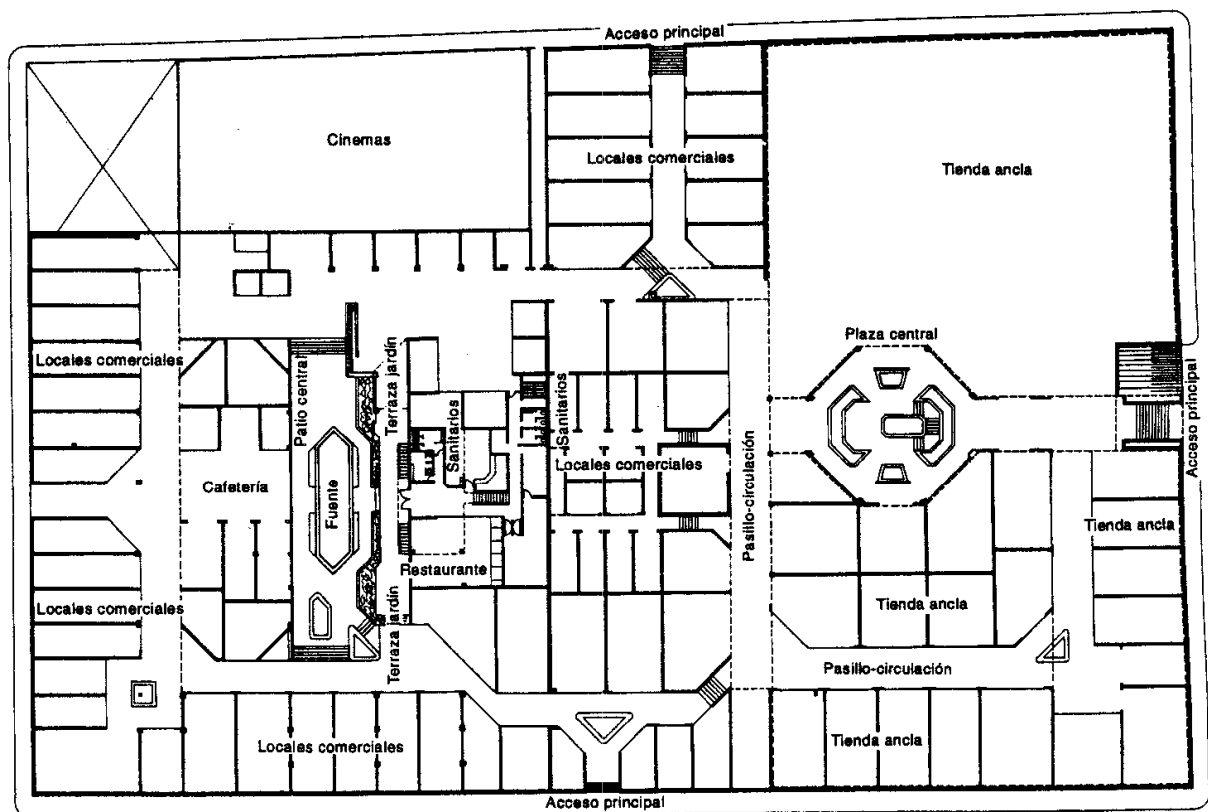 Acceso principal
Cinemas
Locales comerciales
Tienda ancla
Plaza central
Locales comerciales
Patio central
Terraza jardín
Sanitarios
Sanitarios
Locales comerciales
Acceso principal
Cafetería
Fuente
Pasillo-circulación
Tienda ancla
Restaurante
Locales comerciales
Tienda ancla
Terraza jardín
Pasillo-circulación
Locales comerciales
Tienda ancla
Acceso principal